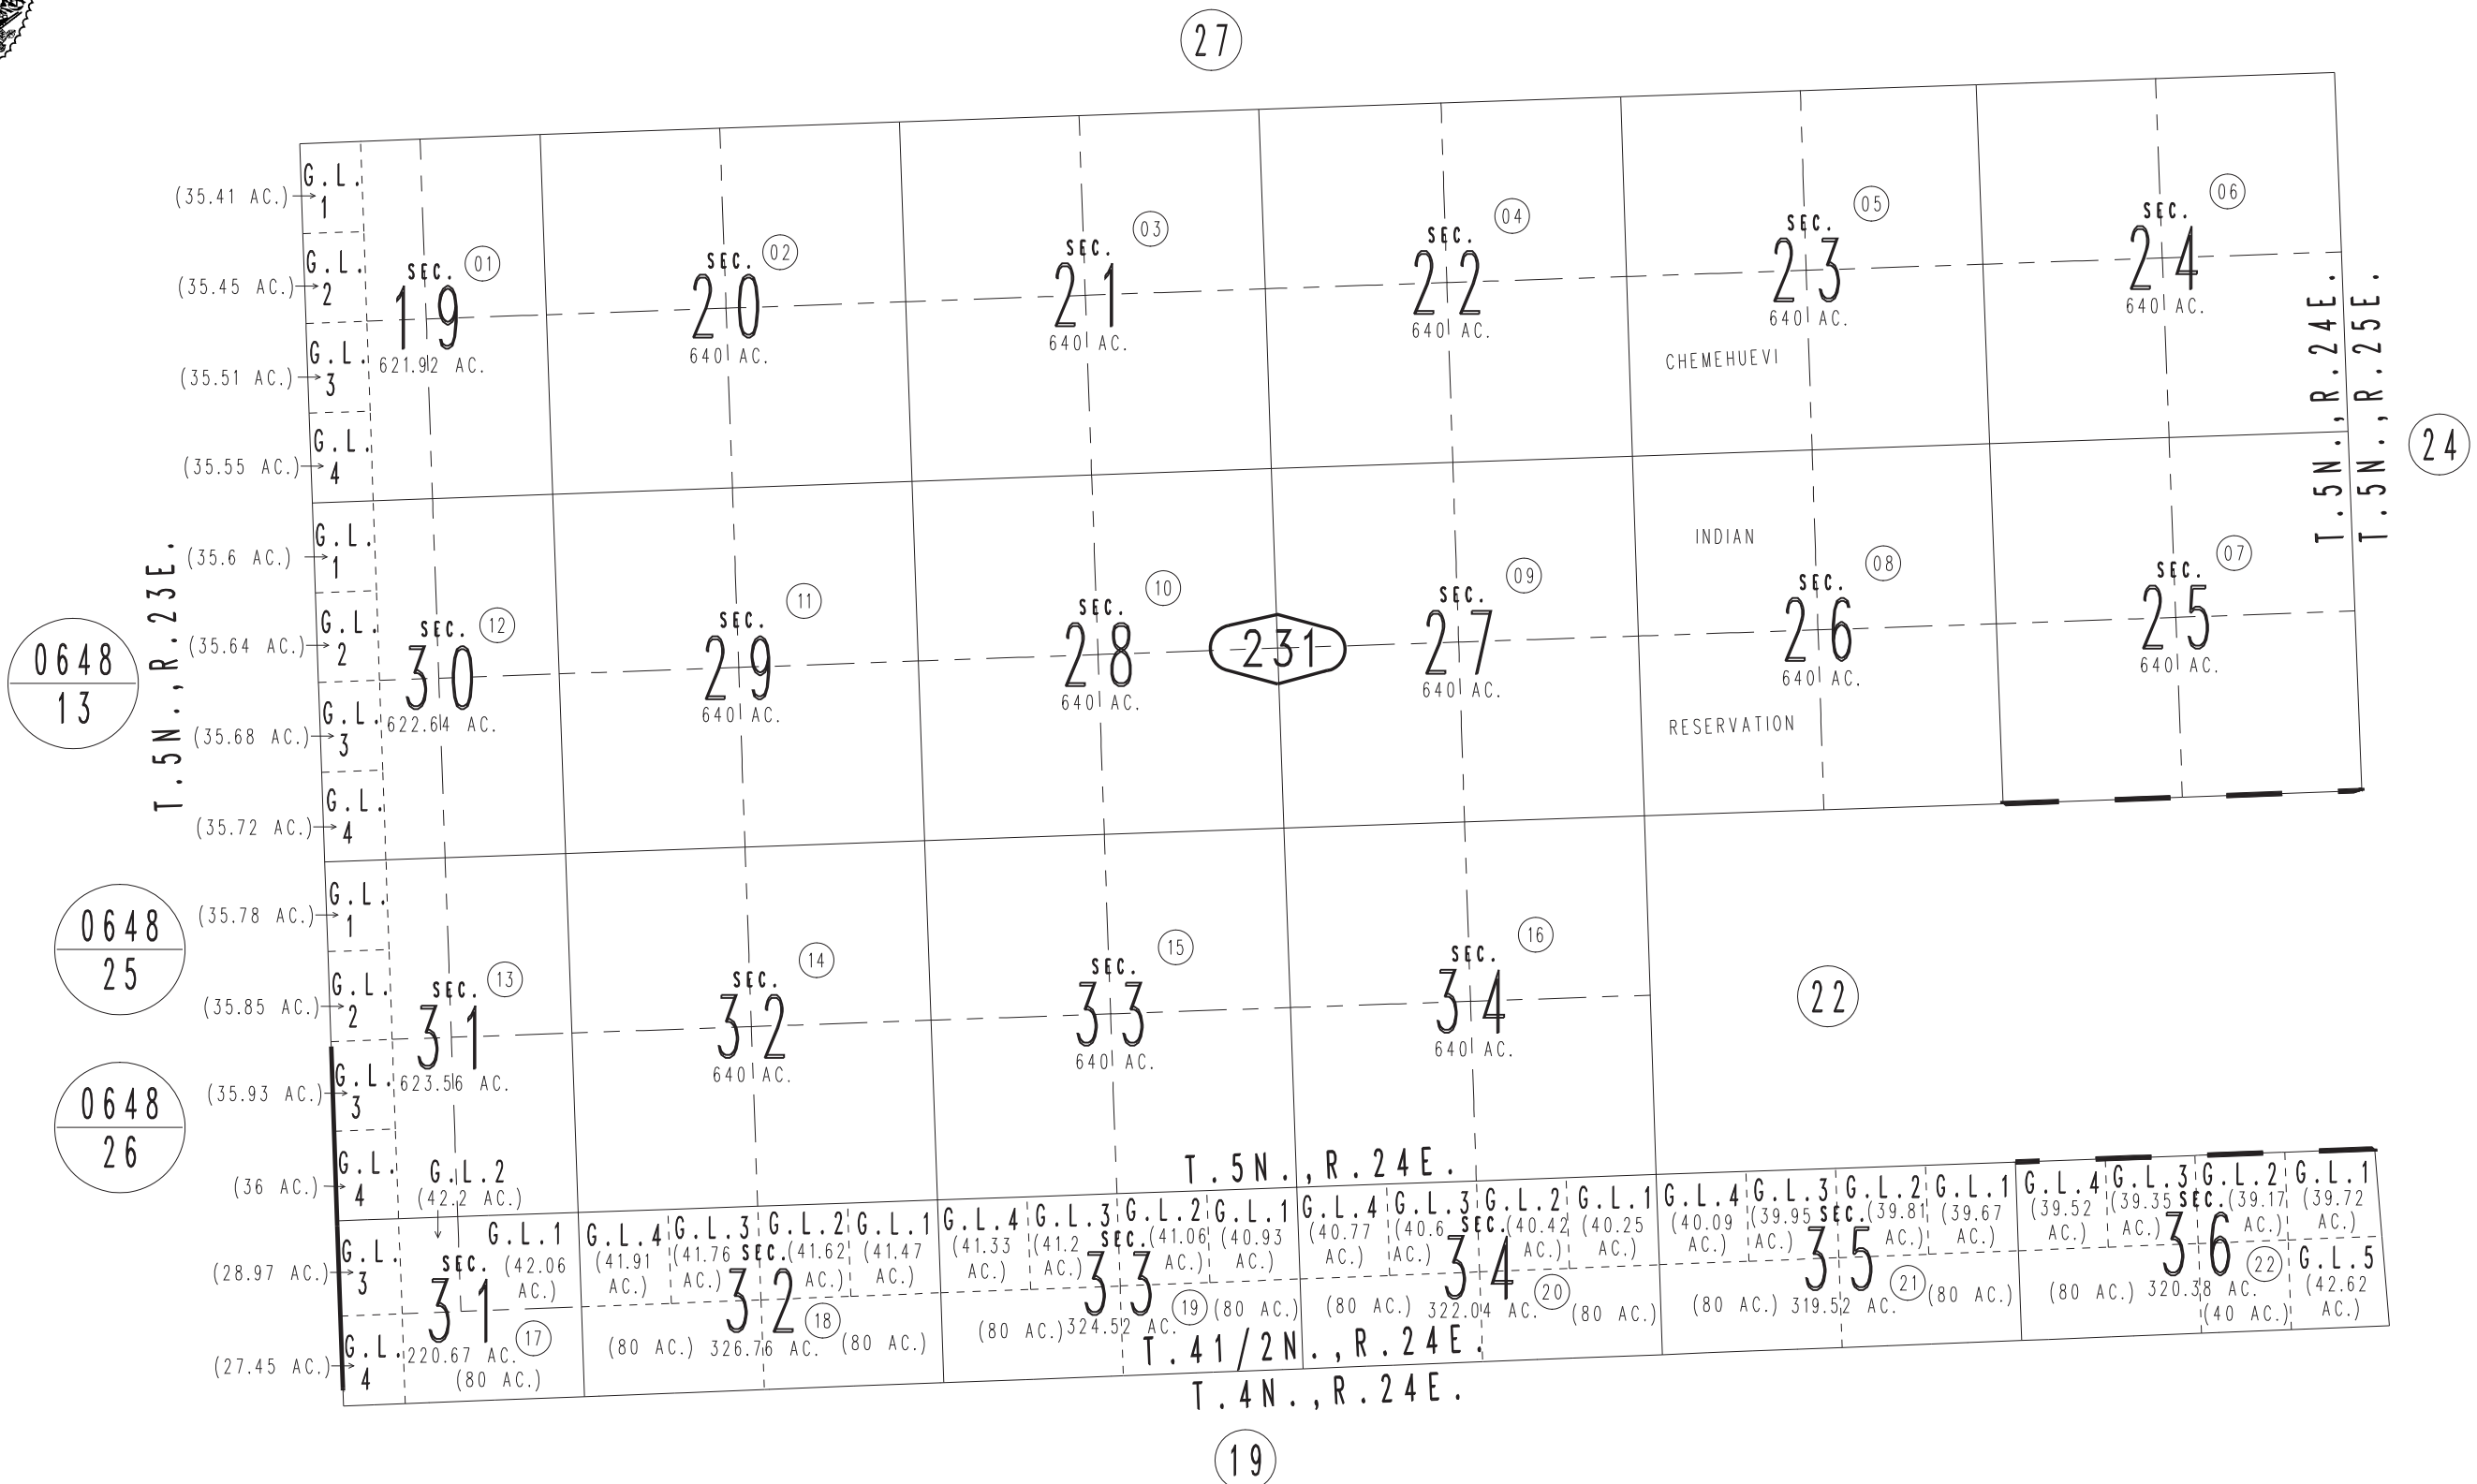 27
G.L.
1
(35.41 AC.)
G.L.
2
(35.45 AC.)
G.L.
3
(35.51 AC.)
G.L.
4
(35.55 AC.)
SEC. 01
19
621.92 AC.
SEC. 02
20
640 AC.
SEC. 03
21
640 AC.
SEC. 04
22
640 AC.
SEC. 05
23
640 AC.
SEC. 06
24
640 AC.
CHEMEHUEVI
INDIAN
RESERVATION
T.5N.,R.24E.
T.5N.,R.25E.
24
T.5N.,R.23E.
0648
13
0648
25
0648
26
G.L.
1
(35.6 AC.)
G.L.
2
(35.64 AC.)
G.L.
3
(35.68 AC.)
G.L.
4
(35.72 AC.)
SEC. 12
30
622.64 AC.
SEC. 11
29
640 AC.
SEC. 10
28
640 AC.
231
SEC. 09
27
640 AC.
SEC. 08
26
640 AC.
SEC. 07
25
640 AC.
G.L.
1
(35.78 AC.)
G.L.
2
(35.85 AC.)
G.L.
3
(35.93 AC.)
G.L.
4
(36 AC.)
SEC. 13
31
623.56 AC.
SEC. 14
32
640 AC.
SEC. 15
33
640 AC.
SEC. 16
34
640 AC.
22
T.5N.,R.24E.
G.L.
3
(28.97 AC.)
G.L.
4
(27.45 AC.)
G.L.2
(42.2 AC.)
G.L.1
(42.06
AC.)
SEC.
31 17
220.67 AC.
(80 AC.)
G.L.4
(41.91
AC.)
G.L.3
(41.76
AC.)
G.L.2
(41.62
AC.)
G.L.1
(41.47
AC.)
SEC.
32 18
(80 AC.) 326.76 AC. (80 AC.)
G.L.4
(41.33
AC.)
G.L.3
(41.2
AC.)
G.L.2
(41.06
AC.)
G.L.1
(40.93
AC.)
SEC.
33 19
(80 AC.) 324.52 AC. (80 AC.)
G.L.4
(40.77
AC.)
G.L.3
(40.6
AC.)
G.L.2
(40.42
AC.)
G.L.1
(40.25
AC.)
SEC.
34 20
(80 AC.) 322.04 AC. (80 AC.)
G.L.4
(40.09
AC.)
G.L.3
(39.95
AC.)
G.L.2
(39.81
AC.)
G.L.1
(39.67
AC.)
SEC.
35 21
(80 AC.) 319.52 AC. (80 AC.)
G.L.4
(39.52
AC.)
G.L.3
(39.35
AC.)
G.L.2
(39.17
AC.)
G.L.1
(39.72
AC.)
SEC.
36 22
(80 AC.) 320.38 AC.
(40 AC.)
G.L.5
(42.62
AC.)
T.41/2N.,R.24E.
T.4N.,R.24E.
19